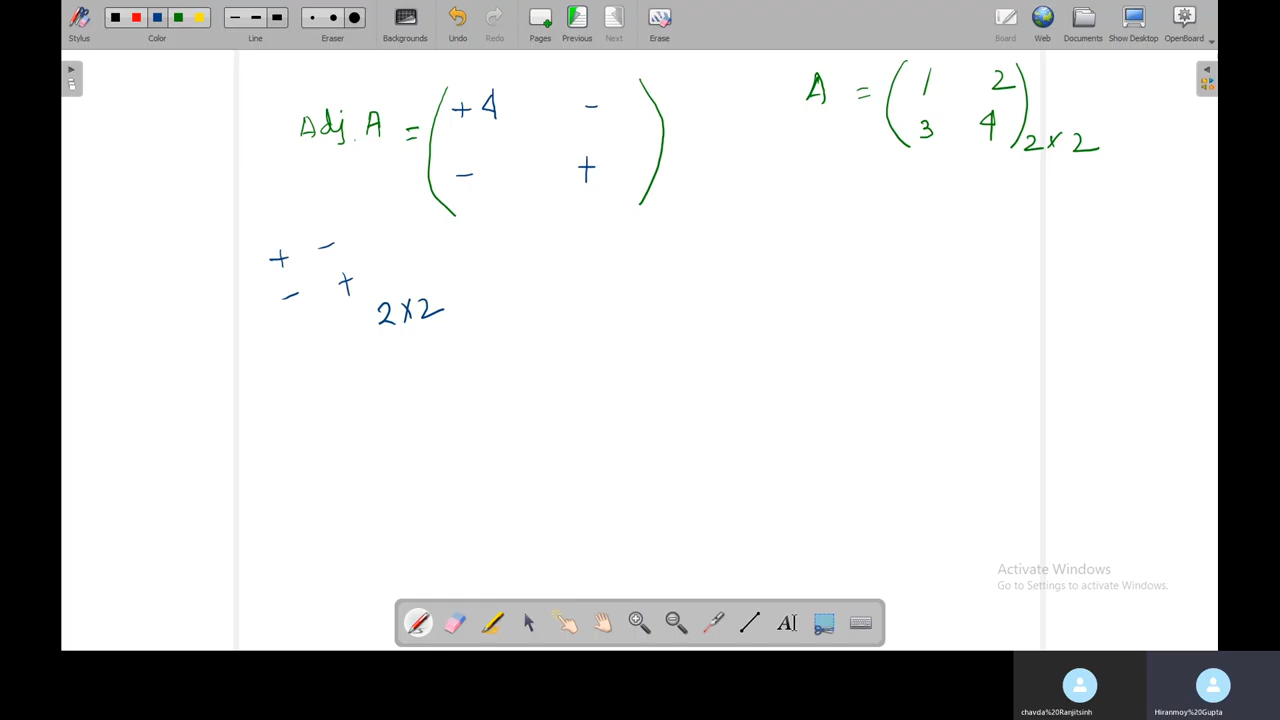 Stylus Color Line Eraser Backgrounds Undo Redo Pages Previous Next Erase Board Web Documents Show Desktop OpenBoard
Adj. A = ( + 4 -
- + )
A = ( 1 2
3 4 ) 2 x 2
+ -
- +
2 x 2
Activate Windows
Go to Settings to activate Windows.
chavda%20Ranjitsinh Hiranmoy%20Gupta